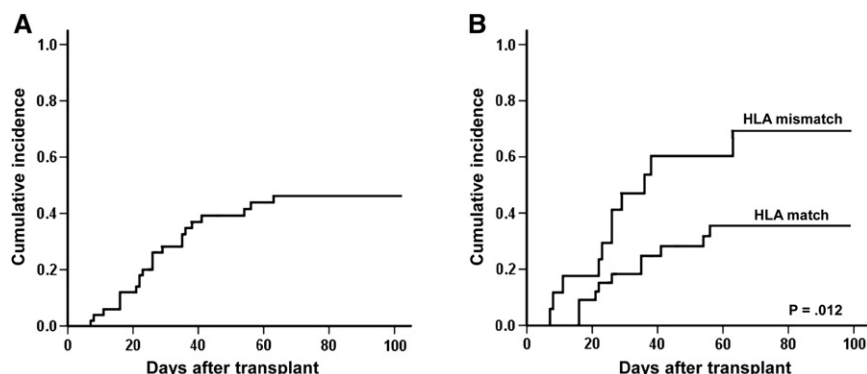 A
Cumulative incidence
1.0
0.8
0.6
0.4
0.2
0.0
0 20 40 60 80 100
Days after transplant
B
Cumulative incidence
1.0
0.8
0.6
0.4
0.2
0.0
HLA mismatch
HLA match
P = .012
0 20 40 60 80 100
Days after transplant